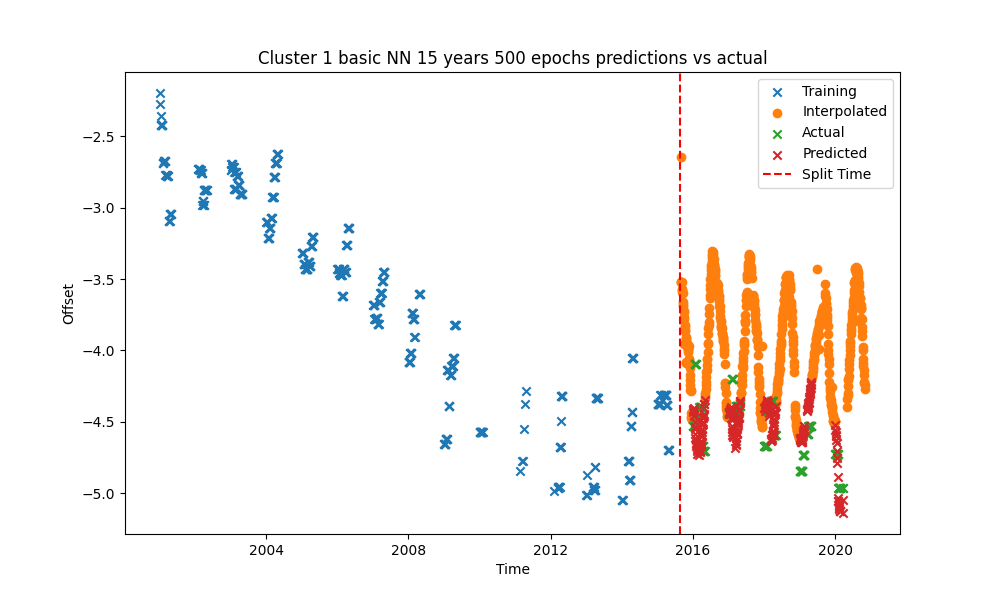 Cluster 1 basic NN 15 years 500 epochs predictions vs actual
Training
Interpolated
Actual
Predicted
Split Time
Offset
−2.5
−3.0
−3.5
−4.0
−4.5
−5.0
2004 2008 2012 2016 2020
Time